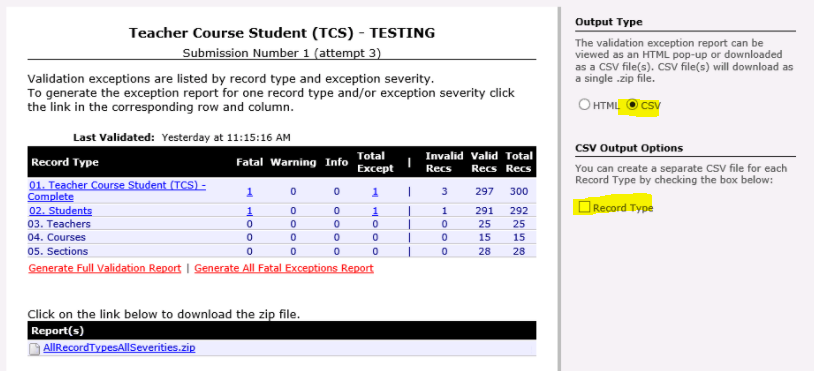 Teacher Course Student (TCS) - TESTING
Submission Number 1 (attempt 3)
Validation exceptions are listed by record type and exception severity.
To generate the exception report for one record type and/or exception severity click
the link in the corresponding row and column.
Last Validated: Yesterday at 11:15:16 AM
Record Type Fatal Warning Info Total Except | Invalid Recs Valid Recs Total Recs
01. Teacher Course Student (TCS) -
Complete 1 0 0 1 | 3 297 300
02. Students 1 0 0 1 | 1 291 292
03. Teachers 0 0 0 0 | 0 25 25
04. Courses 0 0 0 0 | 0 15 15
05. Sections 0 0 0 0 | 0 28 28
Generate Full Validation Report | Generate All Fatal Exceptions Report
Click on the link below to download the zip file.
Report(s)
AllRecordTypesAllSeverities.zip
Output Type
The validation exception report can be
viewed as an HTML pop-up or downloaded
as a CSV file(s). CSV file(s) will download as
a single .zip file.
HTML CSV
CSV Output Options
You can create a separate CSV file for each
Record Type by checking the box below:
Record Type